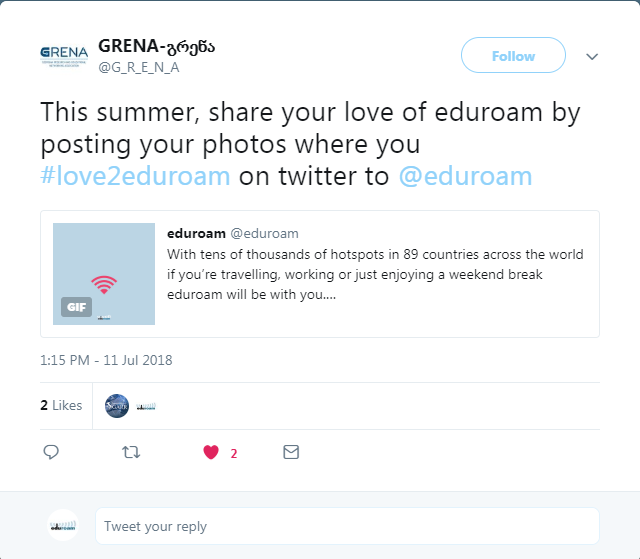 GRENA
GRENA-გრენა
@G_R_E_N_A
Follow
This summer, share your love of eduroam by
posting your photos where you
#love2eduroam on twitter to @eduroam
eduroam @eduroam
With tens of thousands of hotspots in 89 countries across the world
if you’re travelling, working or just enjoying a weekend break
eduroam will be with you....
GIF
1:15 PM - 11 Jul 2018
2 Likes
2
eduroam
Tweet your reply